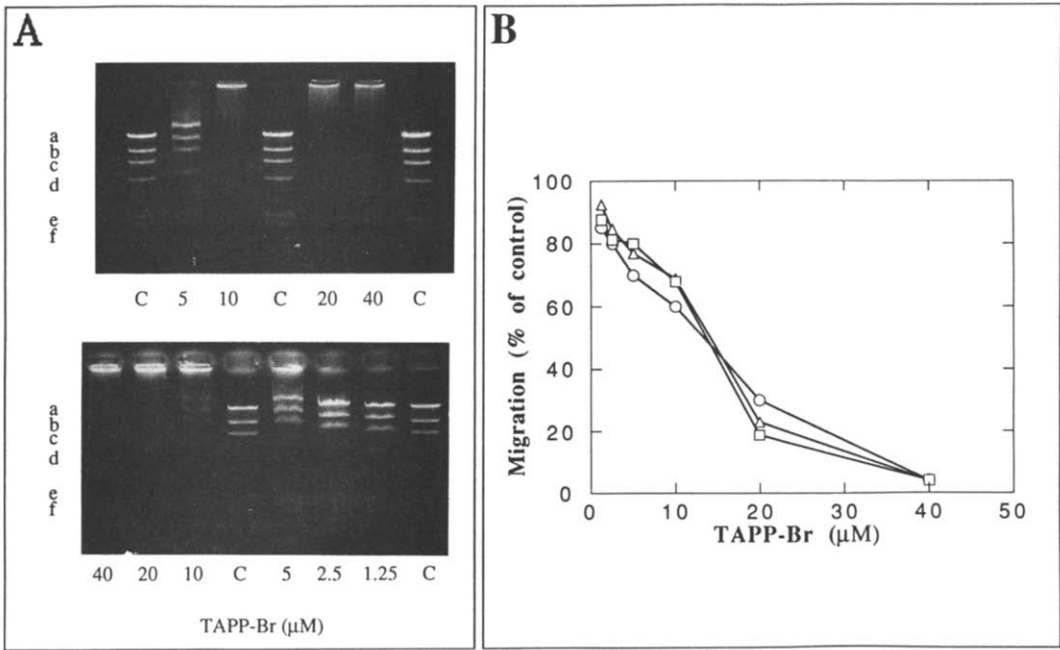 A
a
b
c
d
e
f
C 5 10 C 20 40 C
a
b
c
d
e
f
40 20 10 C 5 2.5 1.25 C
TAPP-Br (µM)
B
Migration (% of control)
100
80
60
40
20
0
0 10 20 30 40 50
TAPP-Br (µM)